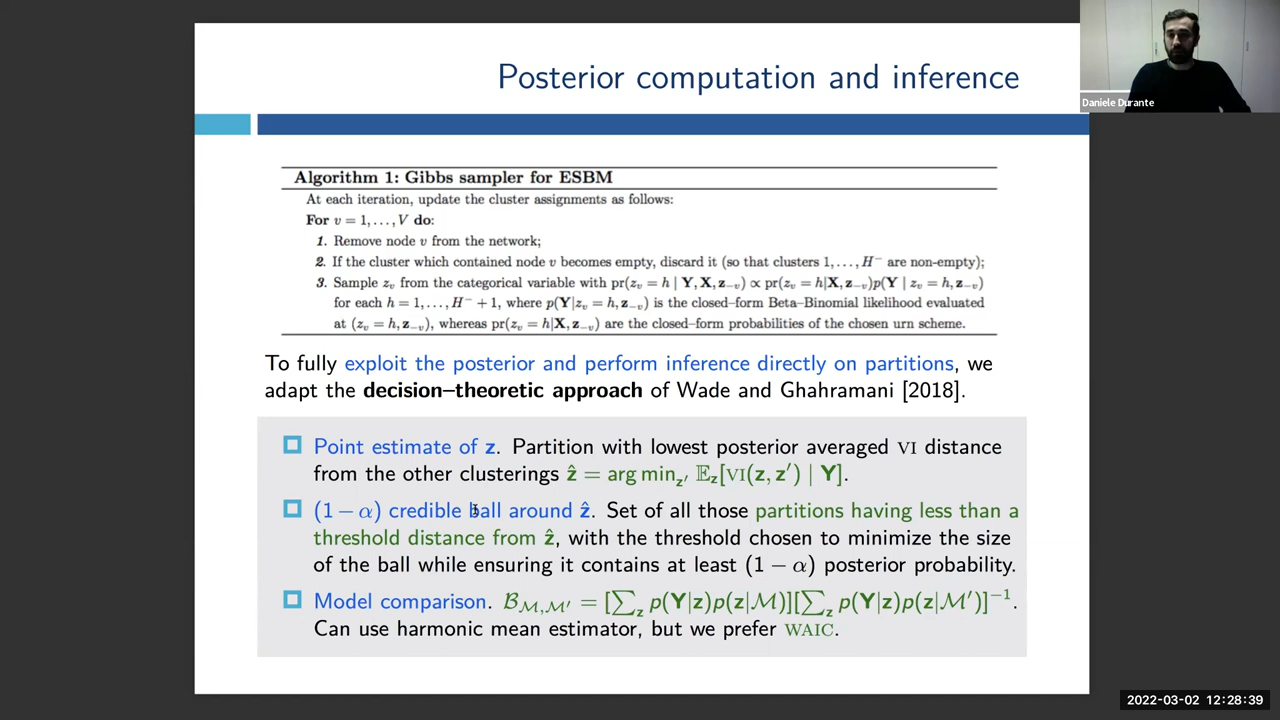 Posterior computation and inference
Daniele Durante
Algorithm 1: Gibbs sampler for ESBM
At each iteration, update the cluster assignments as follows:
For v = 1, . . . , V do:
1. Remove node v from the network;
2. If the cluster which contained node v becomes empty, discard it (so that clusters 1, . . . , H⁻ are non-empty);
3. Sample z_v from the categorical variable with pr(z_v = h | Y, X, z_{−v}) ∝ pr(z_v = h|X, z_{−v})p(Y | z_v = h, z_{−v})
for each h = 1, . . . , H⁻ + 1, where p(Y|z_v = h, z_{−v}) is the closed–form Beta–Binomial likelihood evaluated
at (z_v = h, z_{−v}), whereas pr(z_v = h|X, z_{−v}) are the closed–form probabilities of the chosen urn scheme.
To fully exploit the posterior and perform inference directly on partitions, we
adapt the decision–theoretic approach of Wade and Ghahramani [2018].
Point estimate of z. Partition with lowest posterior averaged VI distance
from the other clusterings ẑ = arg min_{z′} 𝔼_z[VI(z, z′) | Y].
(1 − α) credible ball around ẑ. Set of all those partitions having less than a
threshold distance from ẑ, with the threshold chosen to minimize the size
of the ball while ensuring it contains at least (1 − α) posterior probability.
Model comparison. ℬ_{ℳ,ℳ′} = [∑_z p(Y|z)p(z|ℳ)][∑_z p(Y|z)p(z|ℳ′)]⁻¹.
Can use harmonic mean estimator, but we prefer WAIC.
2022-03-02 12:28:39